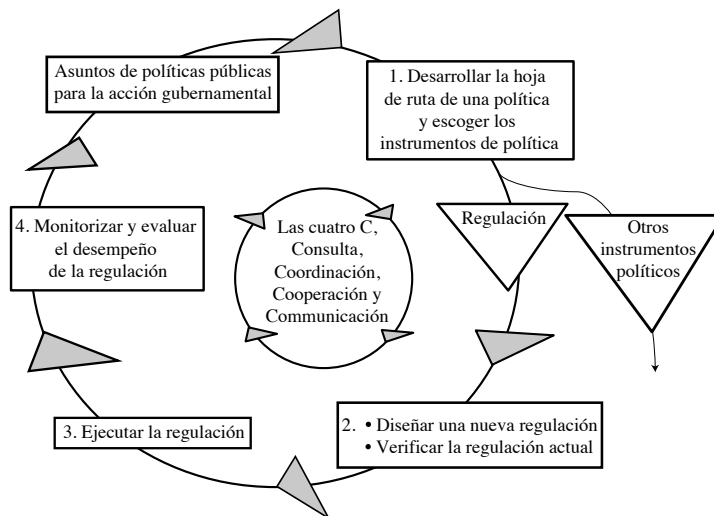 Asuntos de políticas públicas
para la acción gubernamental
1. Desarrollar la hoja
de ruta de una política
y escoger los
instrumentos de política
4. Monitorizar y evaluar
el desempeño
de la regulación
Las cuatro C,
Consulta,
Coordinación,
Cooperación y
Communicación
Regulación
Otros
instrumentos
políticos
3. Ejecutar la regulación
2. • Diseñar una nueva regulación
• Verificar la regulación actual